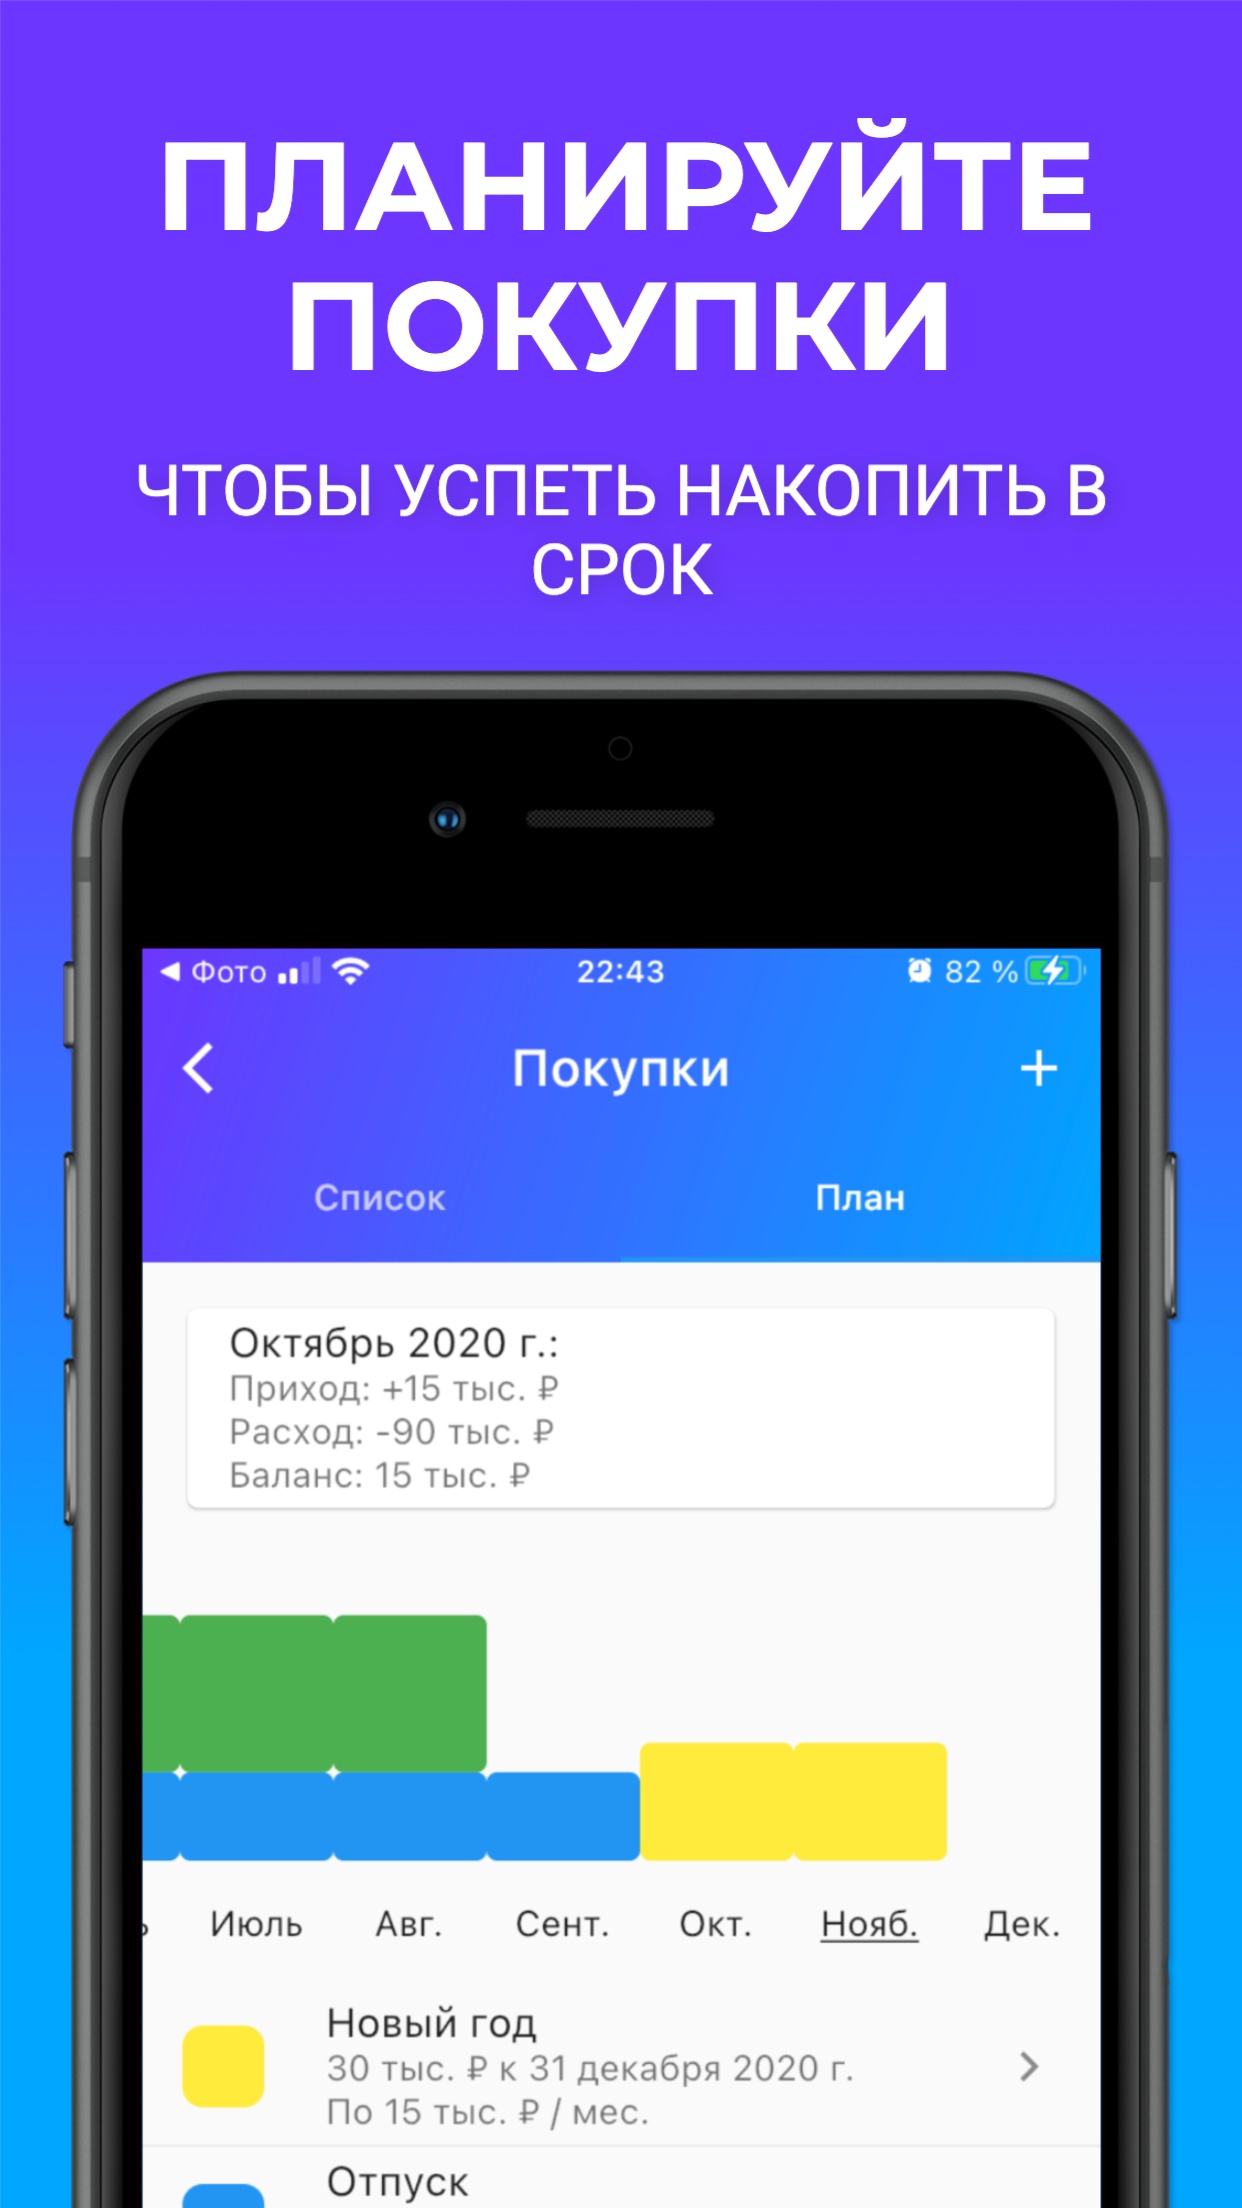 ПЛАНИРУЙТЕ
ПОКУПКИ
ЧТОБЫ УСПЕТЬ НАКОПИТЬ В
СРОК
Фото 22:43 82 %
Покупки
Список План
Октябрь 2020 г.:
Приход: +15 тыс. ₽
Расход: -90 тыс. ₽
Баланс: 15 тыс. ₽
Июль Авг. Сент. Окт. Нояб. Дек.
Новый год
30 тыс. ₽ к 31 декабря 2020 г.
По 15 тыс. ₽ / мес.
Отпуск